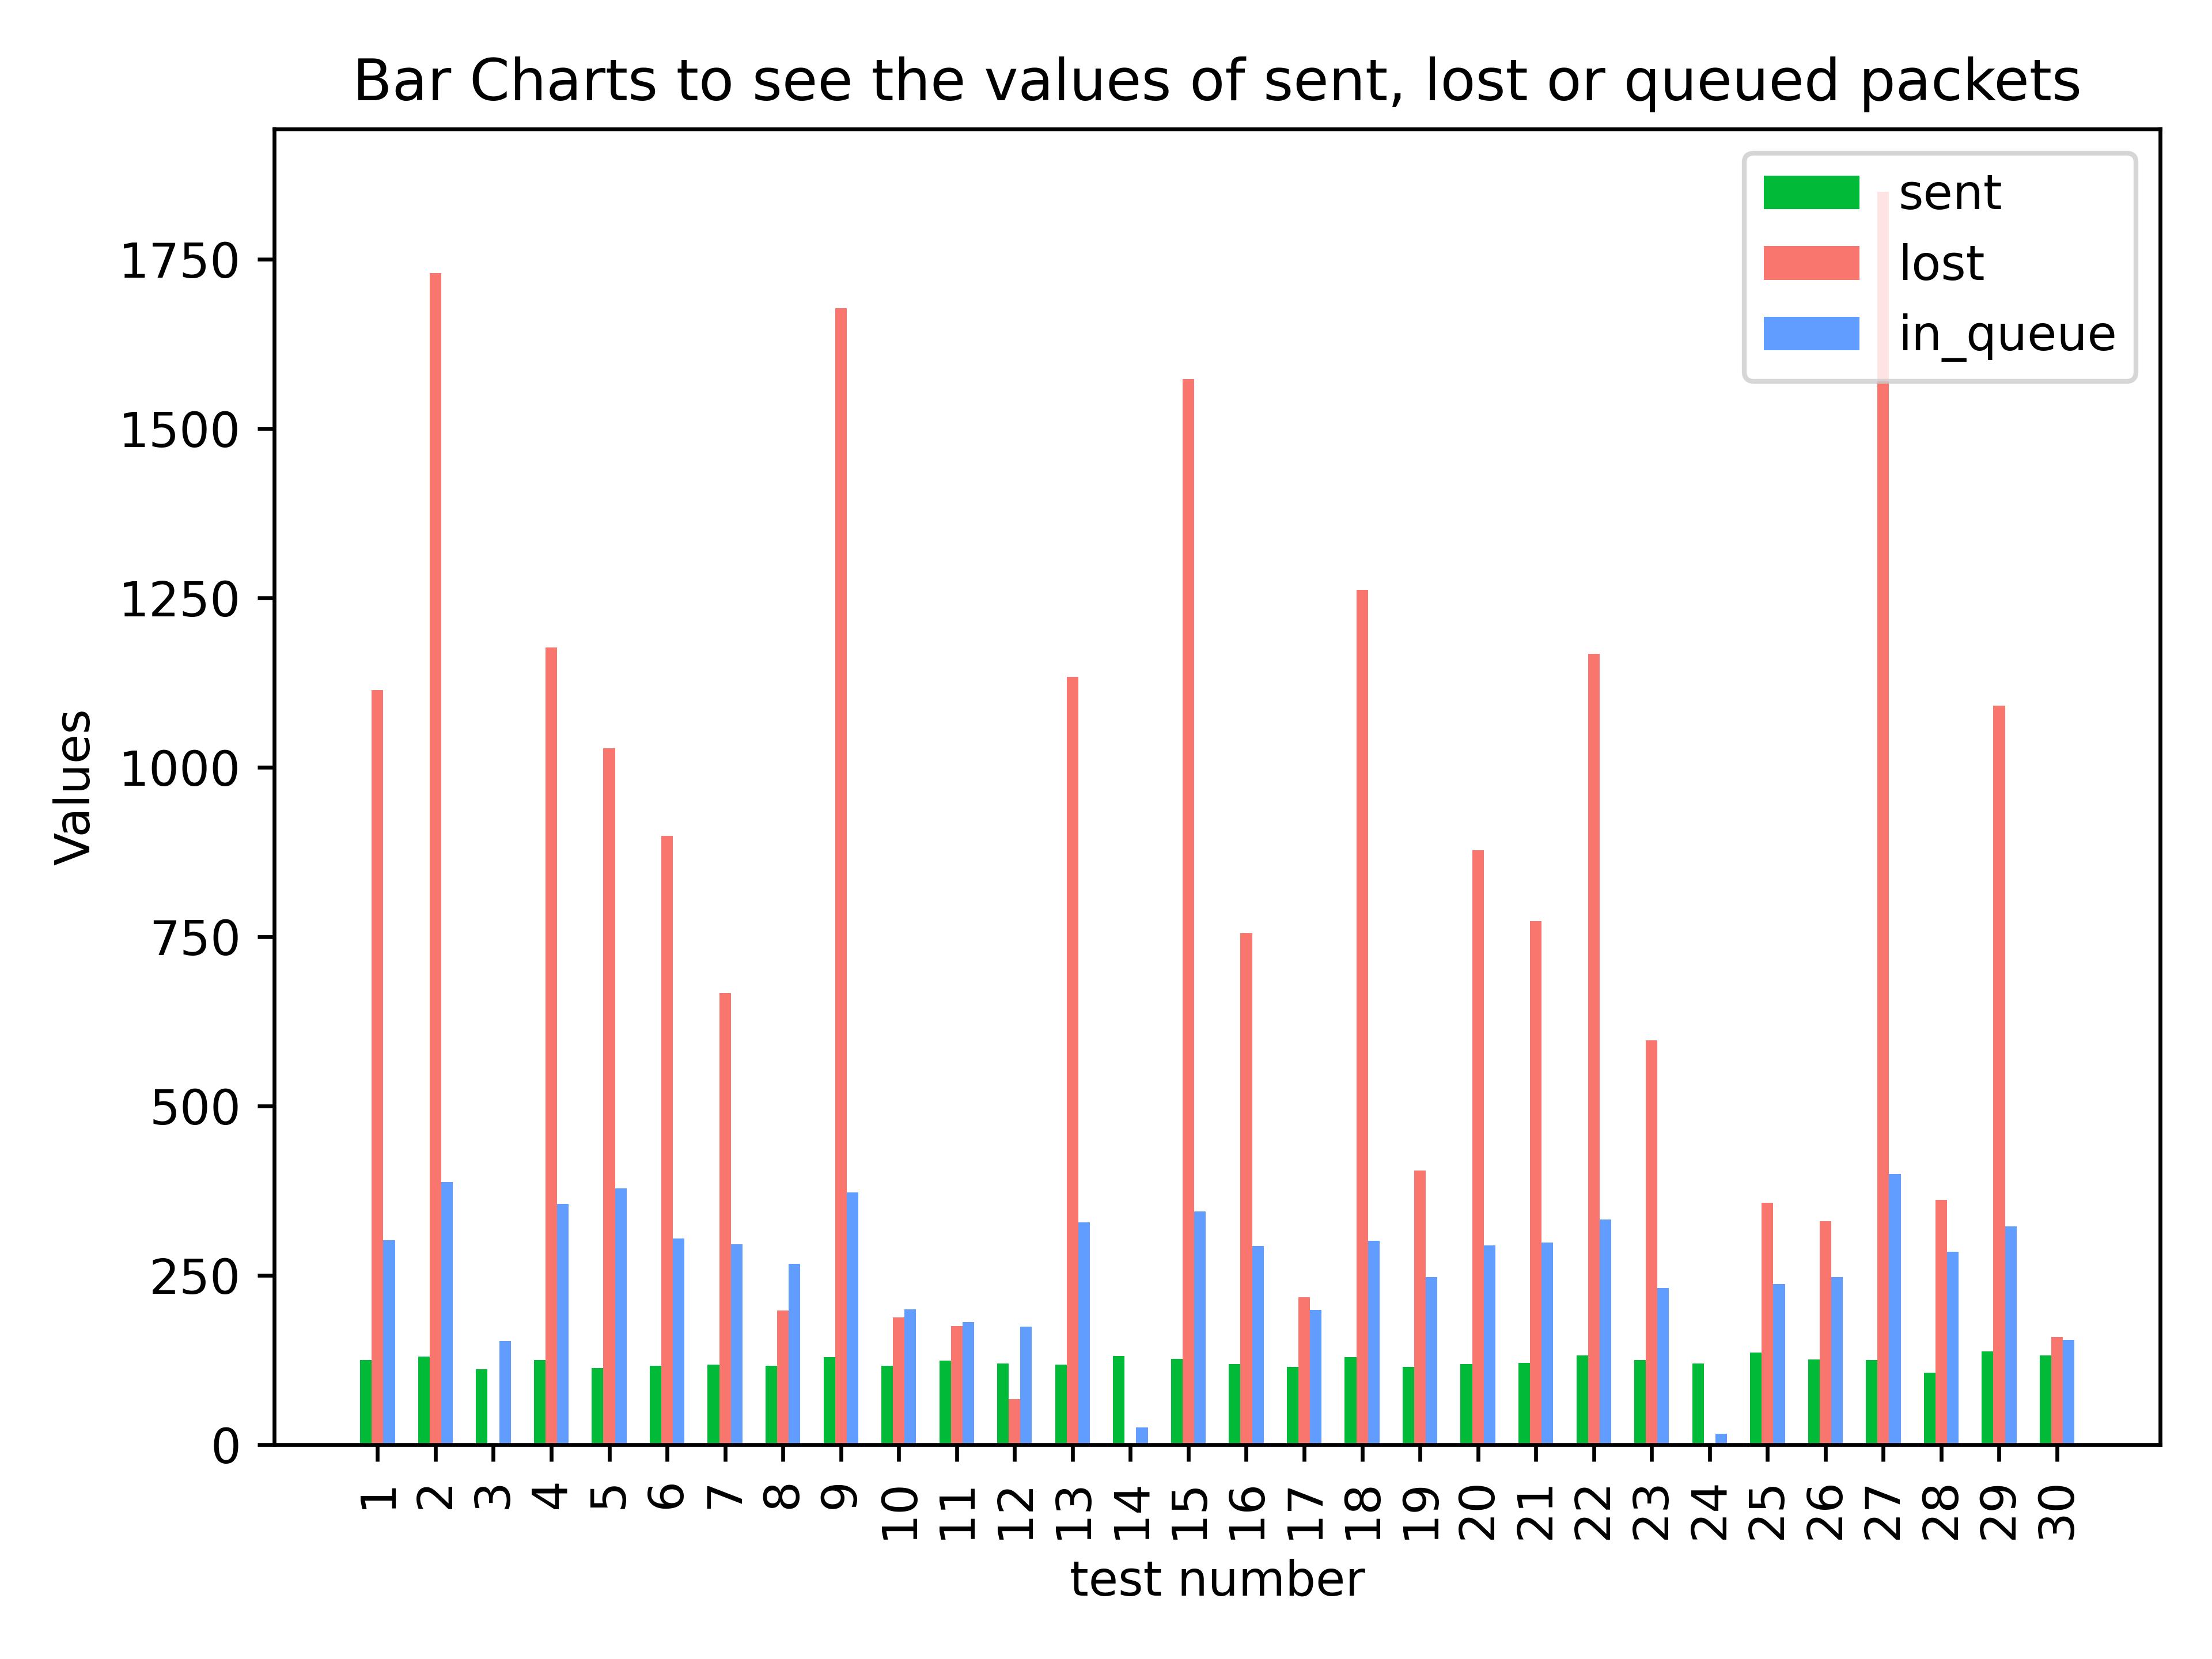 Bar Charts to see the values of sent, lost or queued packets
sent
lost
in_queue
Values
1750
1500
1250
1000
750
500
250
0
1 2 3 4 5 6 7 8 9 10 11 12 13 14 15 16 17 18 19 20 21 22 23 24 25 26 27 28 29 30
test number